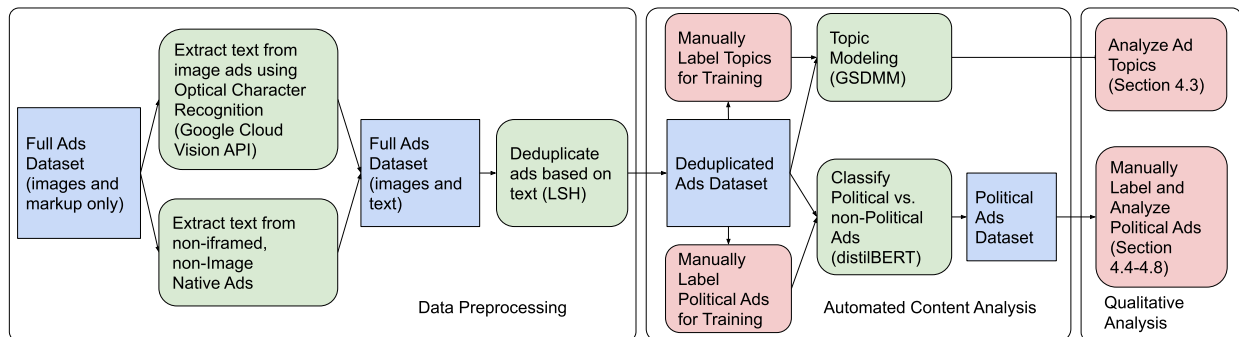 Full Ads
Dataset
(images and
markup only)
Extract text from
image ads using
Optical Character
Recognition
(Google Cloud
Vision API)
Extract text from
non-iframed,
non-Image
Native Ads
Full Ads
Dataset
(images and
text)
Deduplicate
ads based on
text (LSH)
Data Preprocessing
Manually
Label Topics
for Training
Deduplicated
Ads Dataset
Manually
Label
Political Ads
for Training
Topic
Modeling
(GSDMM)
Classify
Political vs.
non-Political
Ads
(distilBERT)
Political
Ads
Dataset
Automated Content Analysis
Analyze Ad
Topics
(Section 4.3)
Manually
Label and
Analyze
Political Ads
(Section
4.4-4.8)
Qualitative
Analysis